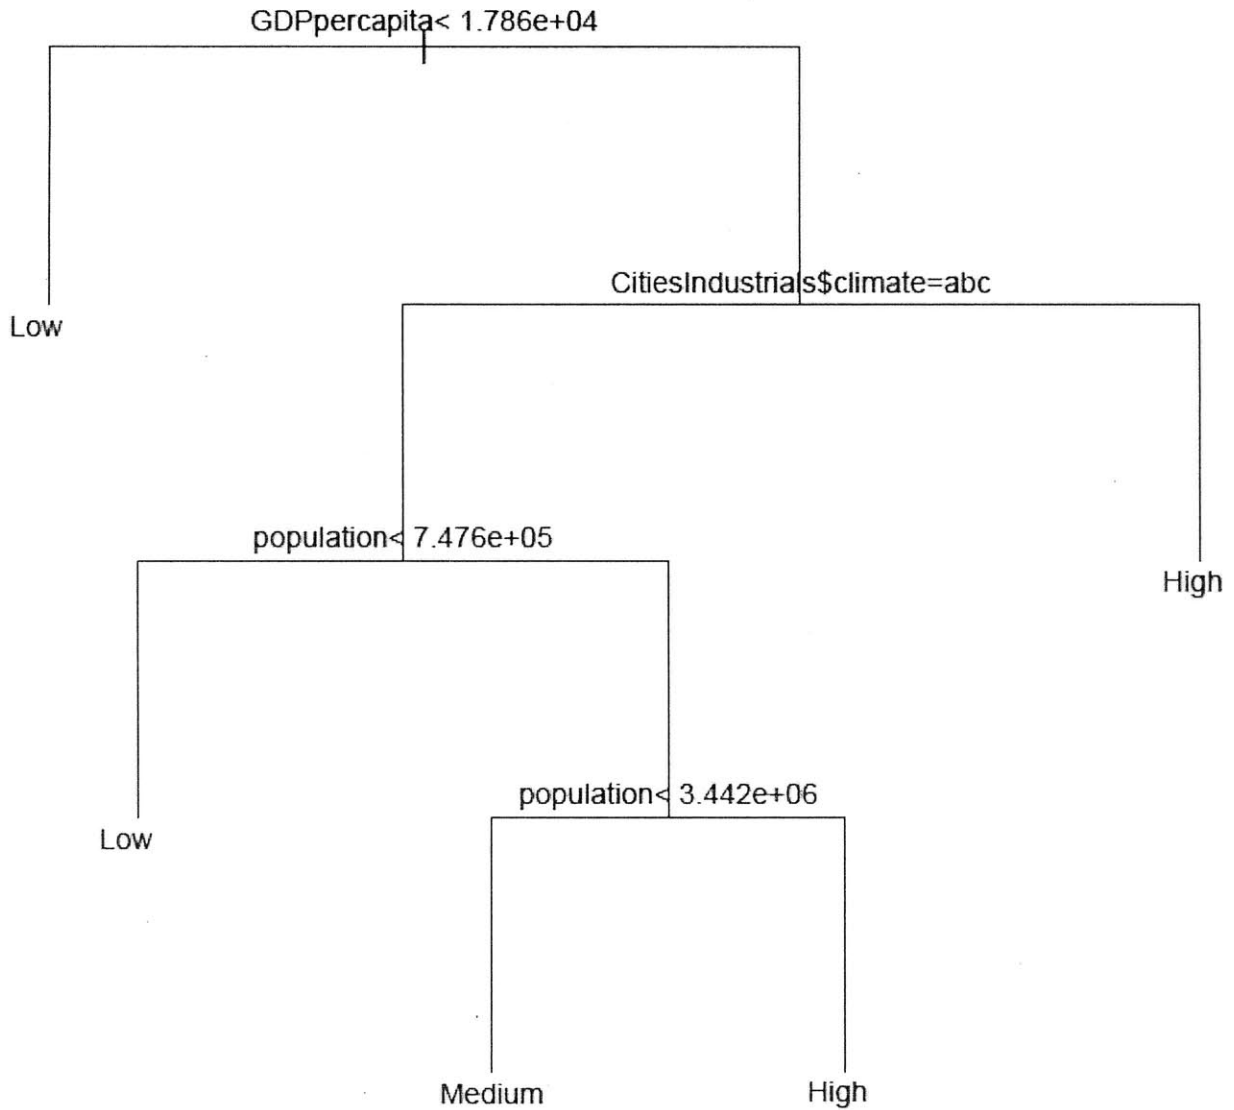 GDPpercapita< 1.786e+04
CitiesIndustrials$climate=abc
Low
population< 7.476e+05
High
population< 3.442e+06
Low
Medium
High